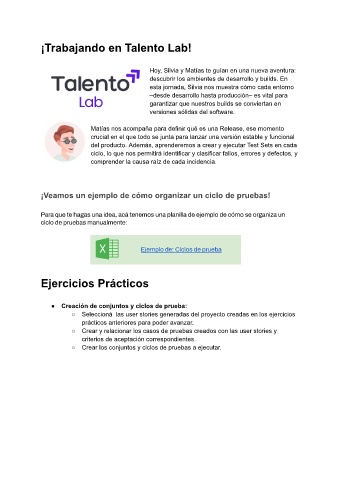 ¡Trabajando en Talento Lab!
Talento
Lab
Hoy, Silvia y Matías te guían en una nueva aventura:
descubrir los ambientes de desarrollo y builds. En
esta jornada, Silvia nos muestra cómo cada entorno
–desde desarrollo hasta producción– es vital para
garantizar que nuestros builds se conviertan en
versiones sólidas del software.
Matías nos acompaña para definir qué es una Release, ese momento
crucial en el que todo se junta para lanzar una versión estable y funcional
del producto. Además, aprenderemos a crear y ejecutar Test Sets en cada
ciclo, lo que nos permitirá identificar y clasificar fallos, errores y defectos, y
comprender la causa raíz de cada incidencia.
¡Veamos un ejemplo de cómo organizar un ciclo de pruebas!
Para que te hagas una idea, acá tenemos una planilla de ejemplo de cómo se organiza un
ciclo de pruebas manualmente:
Ejemplo de: Ciclos de prueba
Ejercicios Prácticos
● Creación de conjuntos y ciclos de prueba:
○ Seleccioná las user stories generadas del proyecto creadas en los ejercicios
prácticos anteriores para poder avanzar.
○ Crear y relacionar los casos de pruebas creados con las user stories y
criterios de aceptación correspondientes.
○ Crear los conjuntos y ciclos de pruebas a ejecutar.